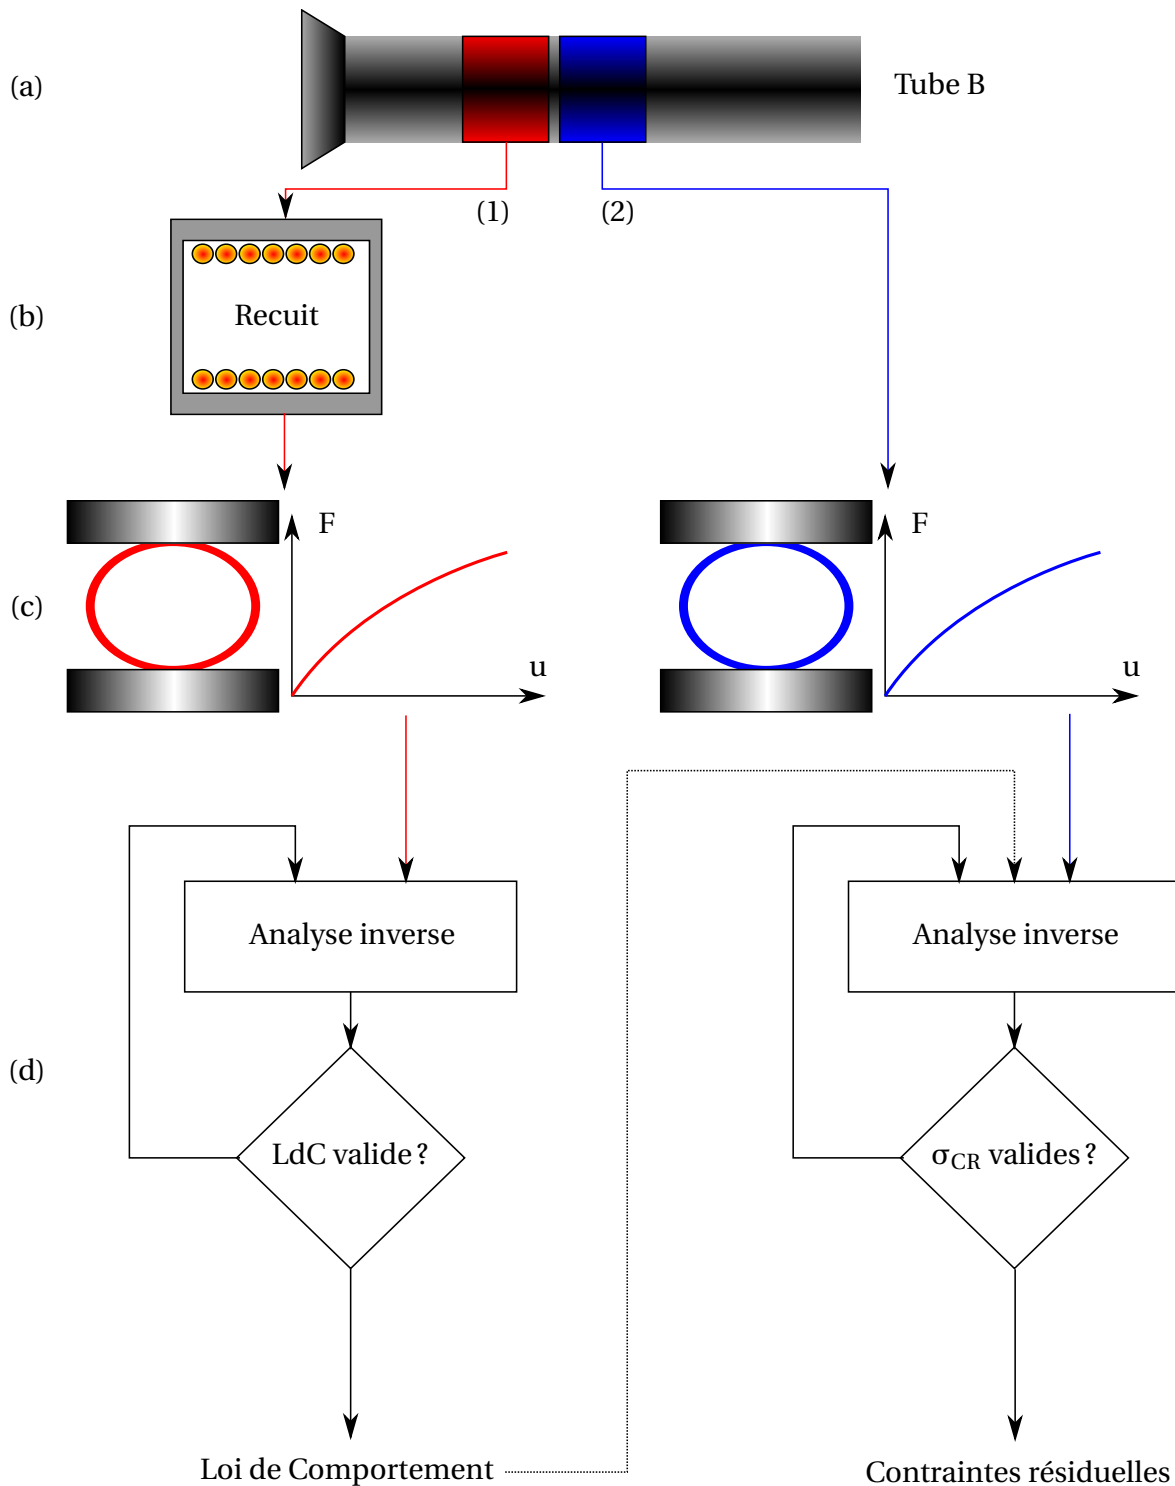 (a)
Tube B
(1)
(2)
(b)
Recuit
F
F
(c)
u
u
Analyse inverse
Analyse inverse
(d)
LdC valide ?
σCR valides ?
Loi de Comportement
Contraintes résiduelles